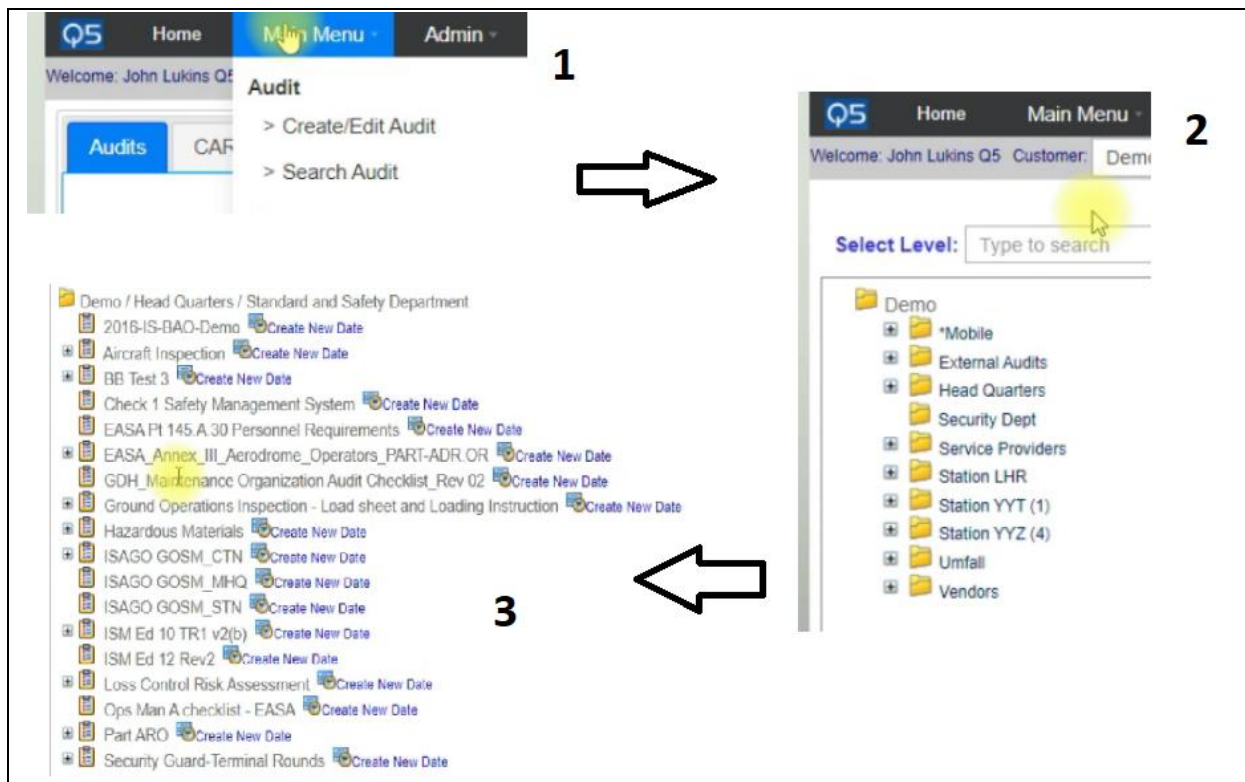 Q5 Home Main Menu Admin
Welcome: John Lukins Q5
Audit
> Create/Edit Audit
Audits CAR
> Search Audit
1
Q5 Home Main Menu
Welcome: John Lukins Q5 Customer: Demo
2
Select Level: Type to search
Demo
*Mobile
External Audits
Head Quarters
Security Dept
Service Providers
Station LHR
Station YYT (1)
Station YYZ (4)
Umfall
Vendors
Demo / Head Quarters / Standard and Safety Department
2016-IS-BAO-Demo Create New Date
Aircraft Inspection Create New Date
BB Test 3 Create New Date
Check 1 Safety Management System Create New Date
EASA Pt 145.A.30 Personnel Requirements Create New Date
EASA_Annex_III_Aerodrome_Operators_PART-ADR.OR Create New Date
GDH_Maintenance Organization Audit Checklist_Rev 02 Create New Date
Ground Operations Inspection - Load sheet and Loading Instruction Create New Date
Hazardous Materials Create New Date
ISAGO GOSM_CTN Create New Date
ISAGO GOSM_MHQ Create New Date
ISAGO GOSM_STN Create New Date
ISM Ed 10 TR1 v2(b) Create New Date
ISM Ed 12 Rev2 Create New Date
Loss Control Risk Assessment Create New Date
Ops Man A checklist - EASA Create New Date
Part ARO Create New Date
Security Guard-Terminal Rounds Create New Date
3